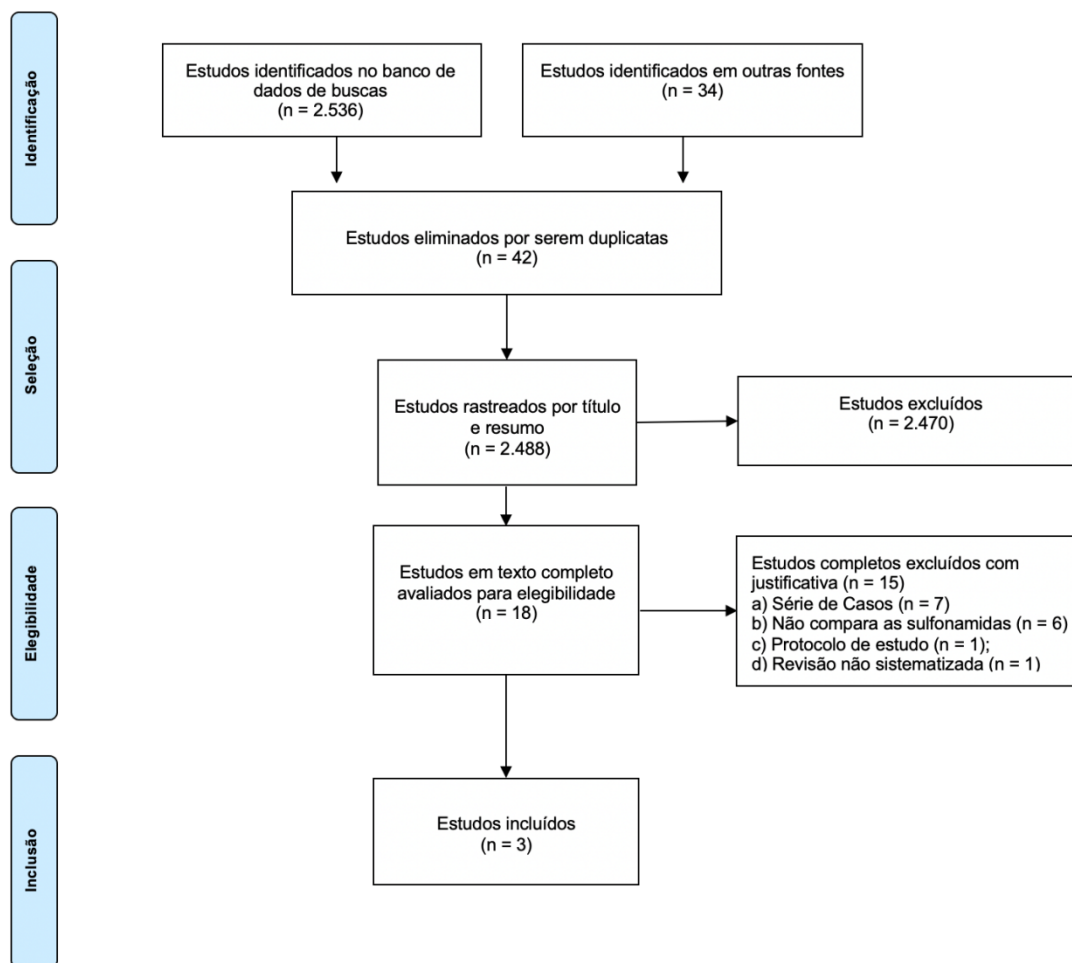 Identificação
Estudos identificados no banco de
dados de buscas
(n = 2.536)
Estudos identificados em outras fontes
(n = 34)
Estudos eliminados por serem duplicatas
(n = 42)
Seleção
Estudos rastreados por título
e resumo
(n = 2.488)
Estudos excluídos
(n = 2.470)
Elegibilidade
Estudos em texto completo
avaliados para elegibilidade
(n = 18)
Estudos completos excluídos com
justificativa (n = 15)
a) Série de Casos (n = 7)
b) Não compara as sulfonamidas (n = 6)
c) Protocolo de estudo (n = 1);
d) Revisão não sistematizada (n = 1)
Inclusão
Estudos incluídos
(n = 3)